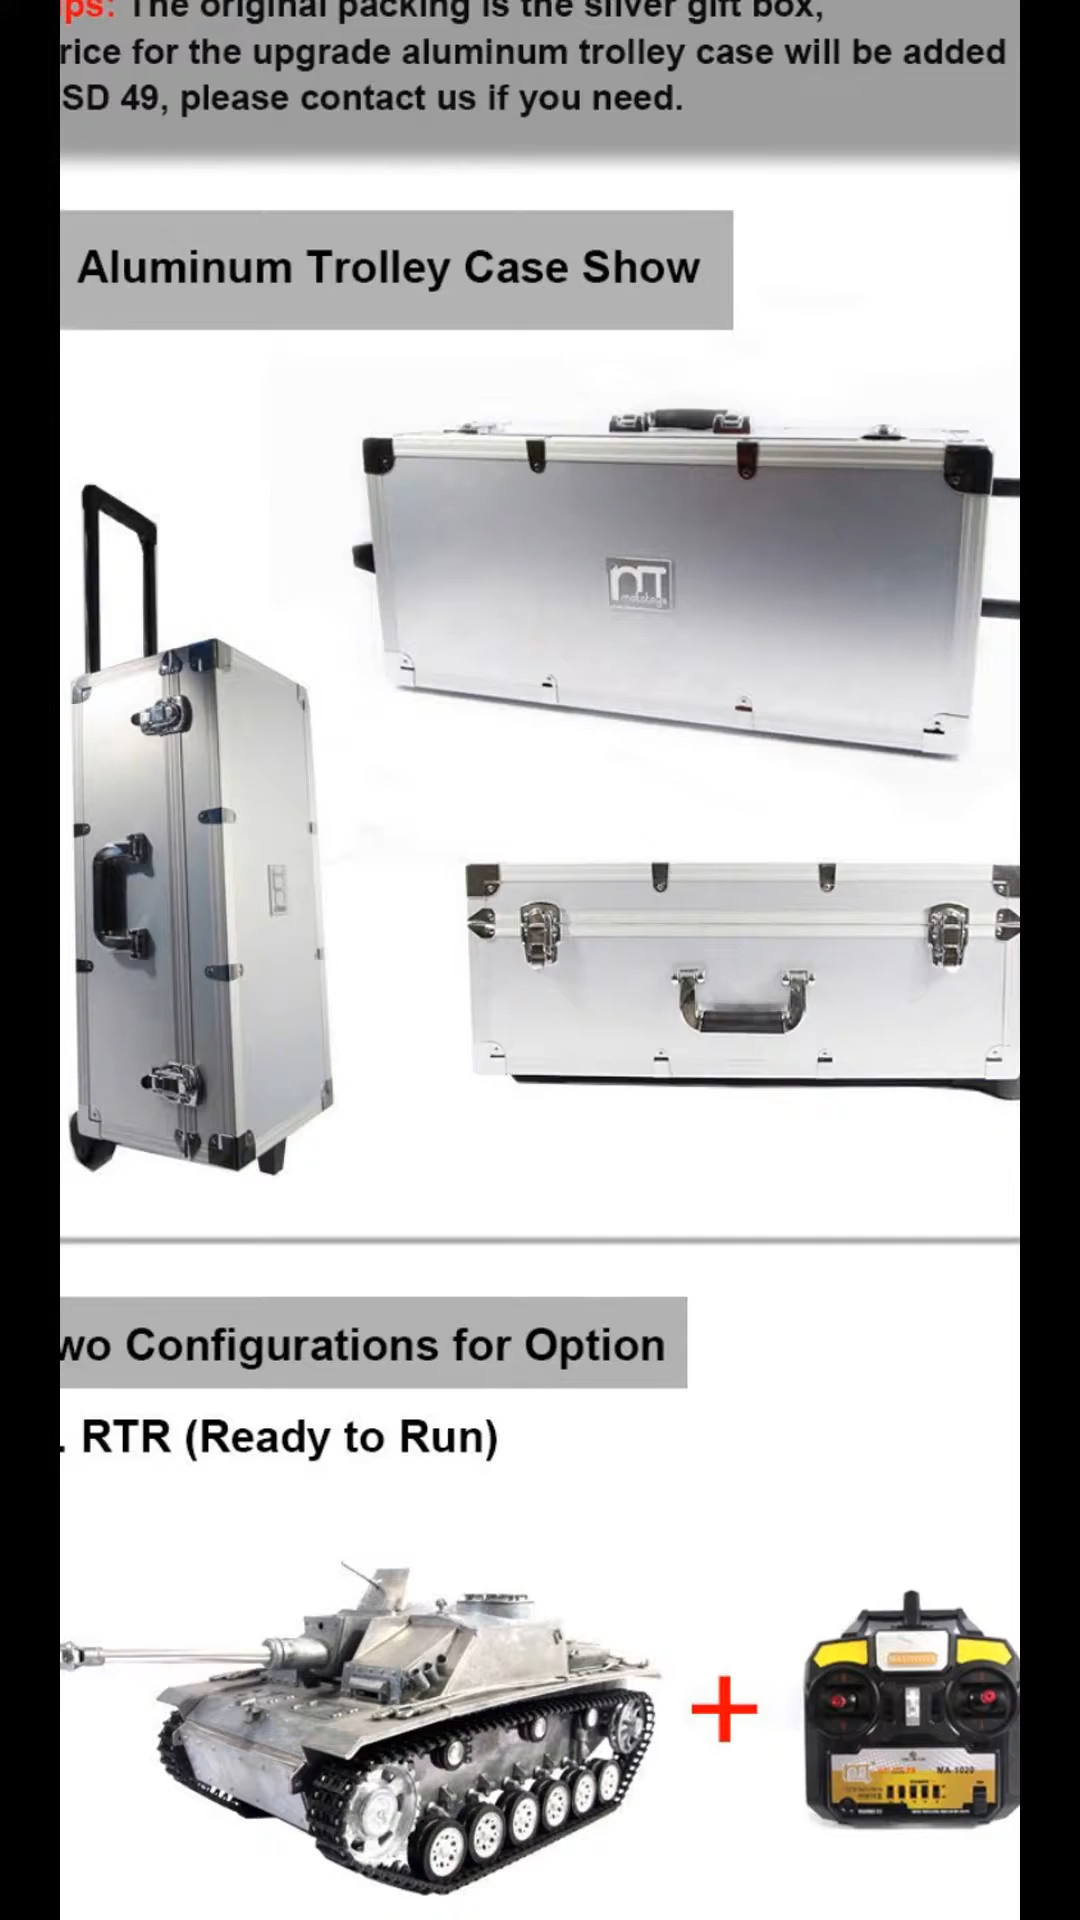 ps: The original packing is the silver gift box,
rice for the upgrade aluminum trolley case will be added
SD 49, please contact us if you need.
Aluminum Trolley Case Show
wo Configurations for Option
. RTR (Ready to Run)
MA-1020